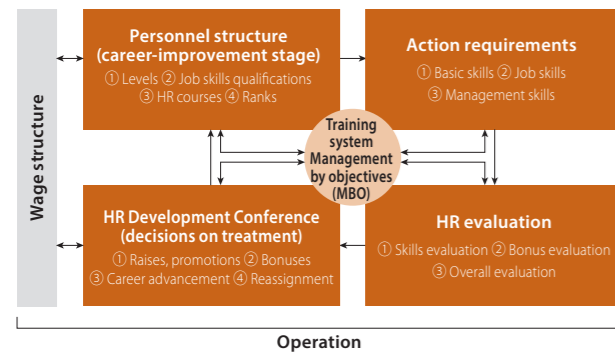 Wage structure
Personnel structure
(career-improvement stage)
① Levels ② Job skills qualifications
③ HR courses ④ Ranks
Action requirements
① Basic skills ② Job skills
③ Management skills
Training
system
Management
by objectives
(MBO)
HR Development Conference
(decisions on treatment)
① Raises, promotions ② Bonuses
③ Career advancement ④ Reassignment
HR evaluation
① Skills evaluation ② Bonus evaluation
③ Overall evaluation
Operation